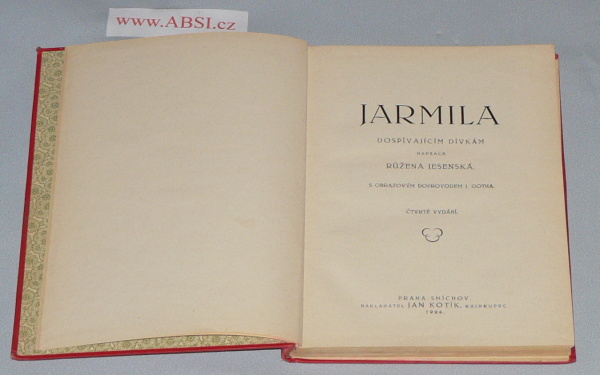 www.ABSI.cz
JARMILA
DOSPÍVAJÍCÍM DÍVKÁM
NAPSALA
RŮŽENA JESENSKÁ.
S OBRAZOVÝM DOPROVODEM J. GOTHA.
ČTVRTÉ VYDÁNÍ.
PRAHA SMÍCHOV
NAKLADATEL JAN KOTÍK, KNIHKUPEC.
1924.